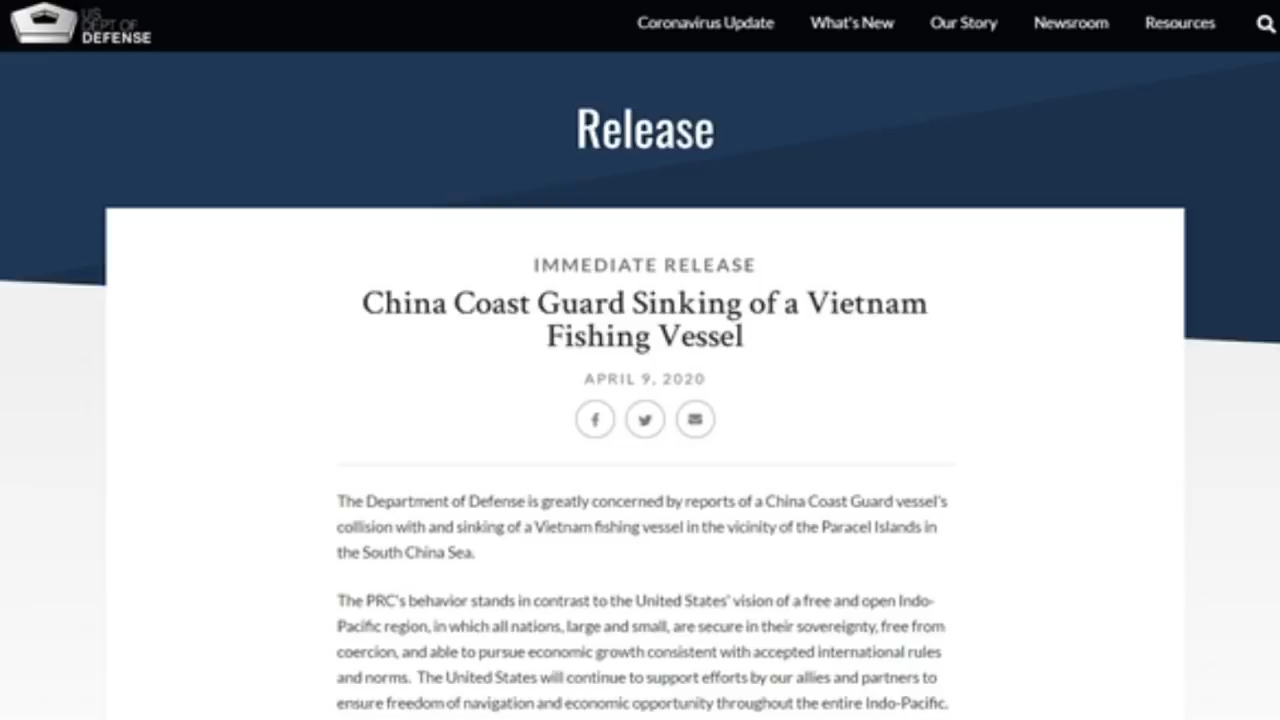 U.S.
DEPT OF
DEFENSE
Coronavirus Update
What's New
Our Story
Newsroom
Resources
Release
IMMEDIATE RELEASE
China Coast Guard Sinking of a Vietnam
Fishing Vessel
APRIL 9, 2020
The Department of Defense is greatly concerned by reports of a China Coast Guard vessel's
collision with and sinking of a Vietnam fishing vessel in the vicinity of the Paracel Islands in
the South China Sea.
The PRC's behavior stands in contrast to the United States' vision of a free and open Indo-
Pacific region, in which all nations, large and small, are secure in their sovereignty, free from
coercion, and able to pursue economic growth consistent with accepted international rules
and norms.  The United States will continue to support efforts by our allies and partners to
ensure freedom of navigation and economic opportunity throughout the entire Indo-Pacific.